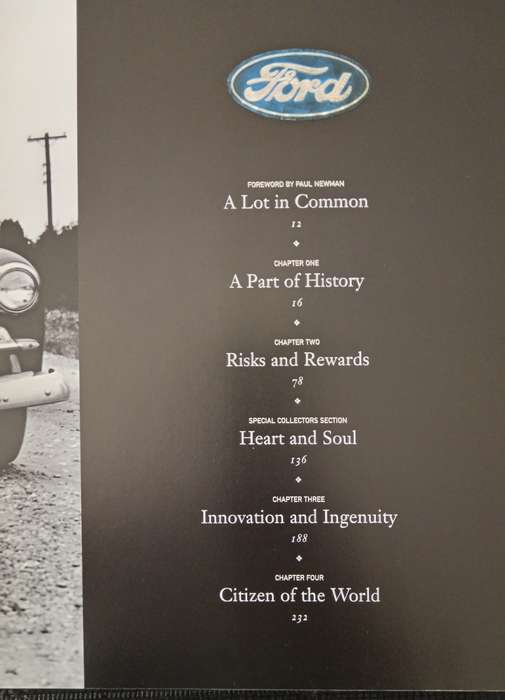 Ford
FOREWORD BY PAUL NEWMAN
A Lot in Common
12
CHAPTER ONE
A Part of History
16
CHAPTER TWO
Risks and Rewards
78
SPECIAL COLLECTORS SECTION
Heart and Soul
136
CHAPTER THREE
Innovation and Ingenuity
188
CHAPTER FOUR
Citizen of the World
232